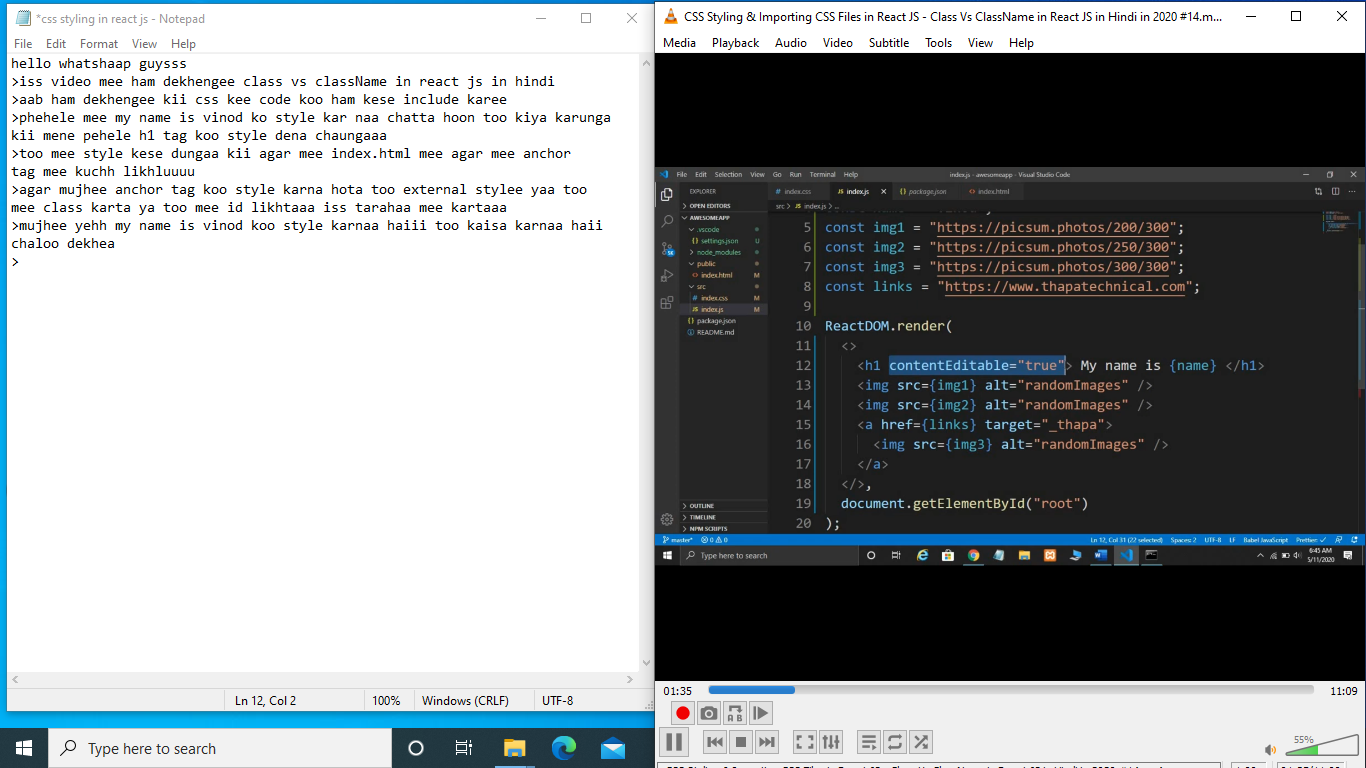 *css styling in react js - Notepad
File Edit Format View Help
hello whatshaap guysss
>iss video mee ham dekhengee class vs className in react js in hindi
>aab ham dekhengee kii css kee code koo ham kese include karee
>phehele mee my name is vinod ko style kar naa chatta hoon too kiya karunga
kii mene pehele h1 tag koo style dena chaungaaa
>too mee style kese dungaa kii agar mee index.html mee agar mee anchor
tag mee kuchh likhluuuu
>agar mujhee anchor tag koo style karna hota too external stylee yaa too
mee class karta ya too mee id likhtaaa iss tarahaa mee kartaaa
>mujhee yehh my name is vinod koo style karnaa haiii too kaisa karnaa haii
chaloo dekhea
>
Ln 12, Col 2 100% Windows (CRLF) UTF-8
CSS Styling & Importing CSS Files in React JS - Class Vs ClassName in React JS in Hindi in 2020 #14.m...
Media Playback Audio Video Subtitle Tools View Help
File Edit Selection View Go Run Terminal Help
index.js - awesomeapp - Visual Studio Code
EXPLORER
OPEN EDITORS
AWESOMEAPP
.vscode
{} settings.json U
node_modules
public
<> index.html M
src
# index.css M
JS index.js M
{} package.json
README.md
OUTLINE
TIMELINE
NPM SCRIPTS
# index.css JS index.js {} package.json <> index.html
src > JS index.js > ...
5 const img1 = "https://picsum.photos/200/300";
6 const img2 = "https://picsum.photos/250/300";
7 const img3 = "https://picsum.photos/300/300";
8 const links = "https://www.thapatechnical.com";
9
10 ReactDOM.render(
11 <>
12 <h1 contentEditable="true"> My name is {name} </h1>
13 <img src={img1} alt="randomImages" />
14 <img src={img2} alt="randomImages" />
15 <a href={links} target="_thapa">
16 <img src={img3} alt="randomImages" />
17 </a>
18 </>,
19 document.getElementById("root")
20 );
master* 0 0 Ln 12, Col 31 (22 selected) Spaces: 2 UTF-8 LF Babel JavaScript Prettier: ✓
Type here to search
6:45 AM
5/11/2020
01:35 11:09
55%
Type here to search